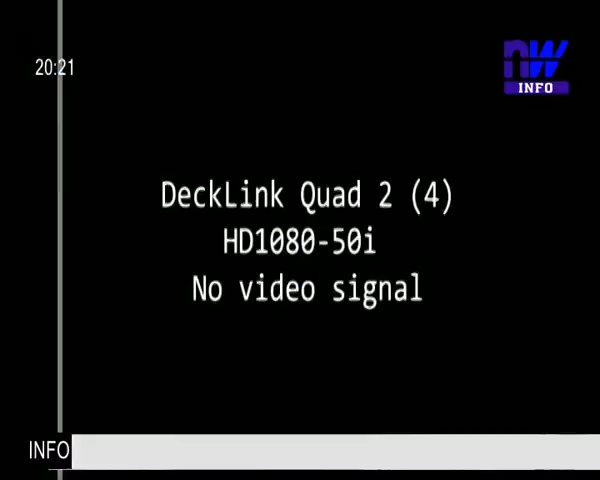 20:21
NW
INFO
DeckLink Quad 2 (4)
HD1080-50i
No video signal
INFO